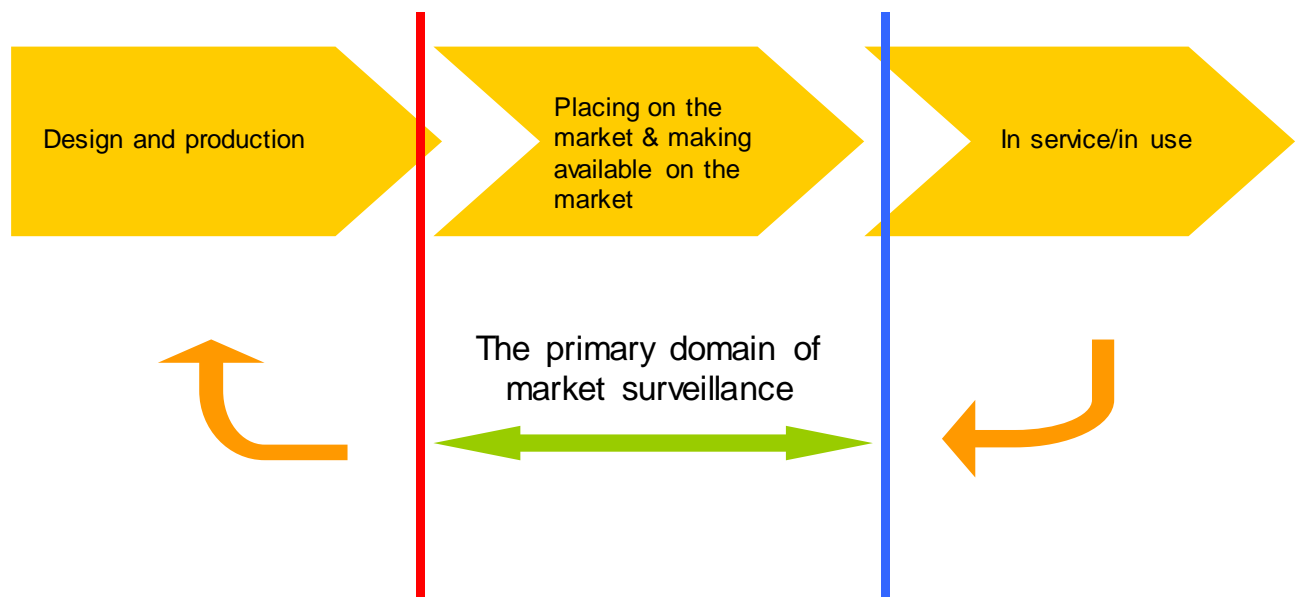 Design and production
Placing on the
market & making
available on the
market
In service/in use
The primary domain of
market surveillance